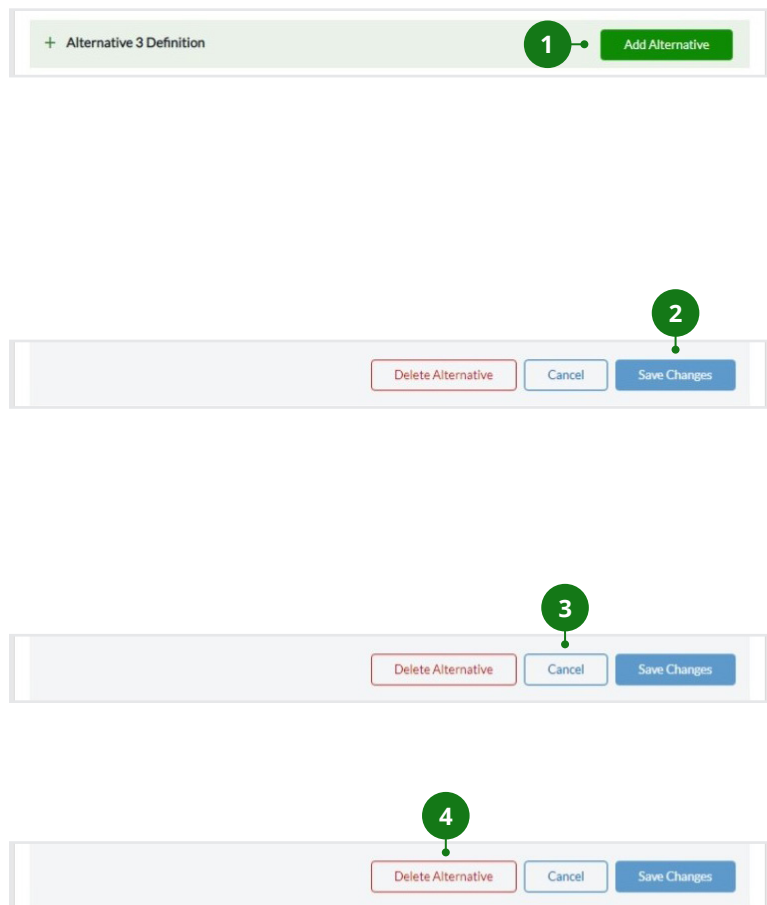 + Alternative 3 Definition 1 Add Alternative
2
Delete Alternative Cancel Save Changes
3
Delete Alternative Cancel Save Changes
4
Delete Alternative Cancel Save Changes